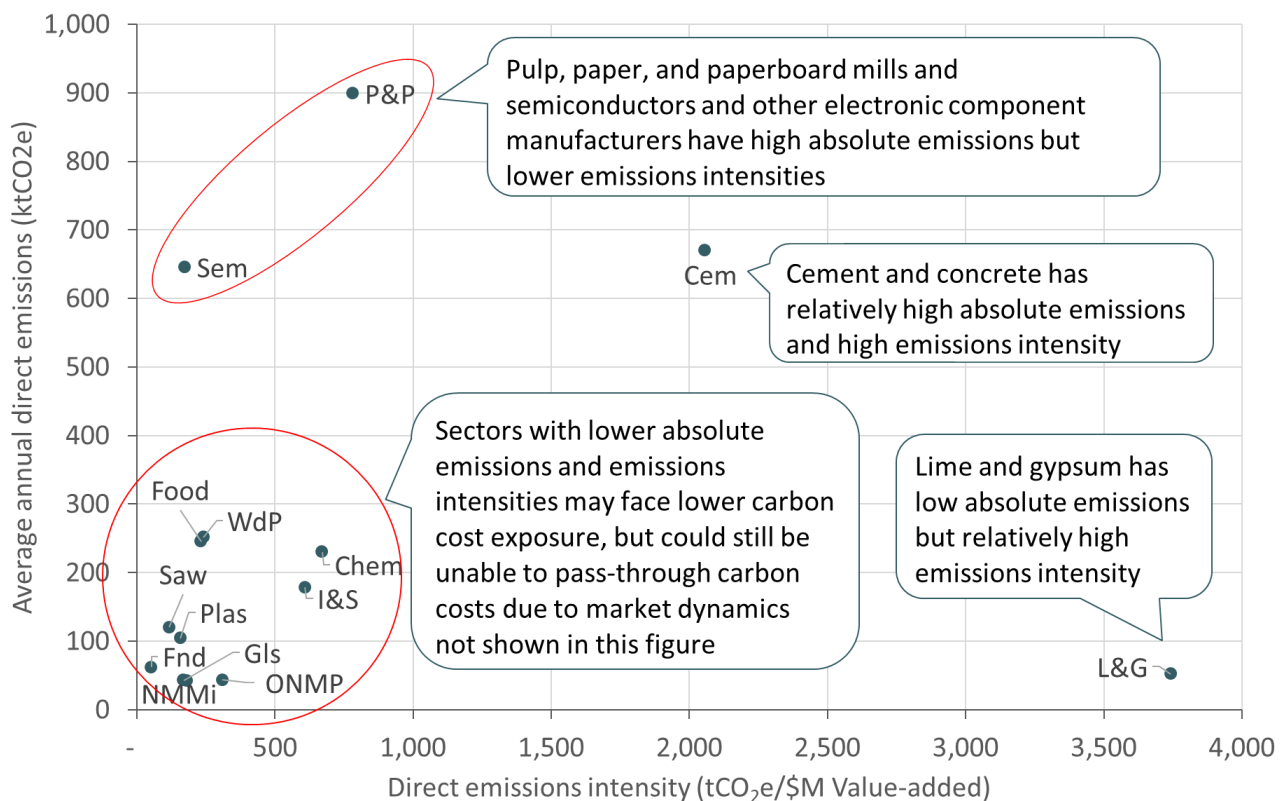 1,000
900
800
700
600
500
400
300
200
100
0
Average annual direct emissions (ktCO2e)
P&P
Pulp, paper, and paperboard mills and
semiconductors and other electronic component
manufacturers have high absolute emissions but
lower emissions intensities
Sem
Cem
Cement and concrete has
relatively high absolute emissions
and high emissions intensity
Sectors with lower absolute
emissions and emissions
intensities may face lower carbon
cost exposure, but could still be
unable to pass-through carbon
costs due to market dynamics
not shown in this figure
Lime and gypsum has
low absolute emissions
but relatively high
emissions intensity
Food
WdP
Chem
Saw
I&S
Plas
Fnd
Gls
NMMi
ONMP
L&G
-
500
1,000
1,500
2,000
2,500
3,000
3,500
4,000
Direct emissions intensity (tCO₂e/$M Value-added)